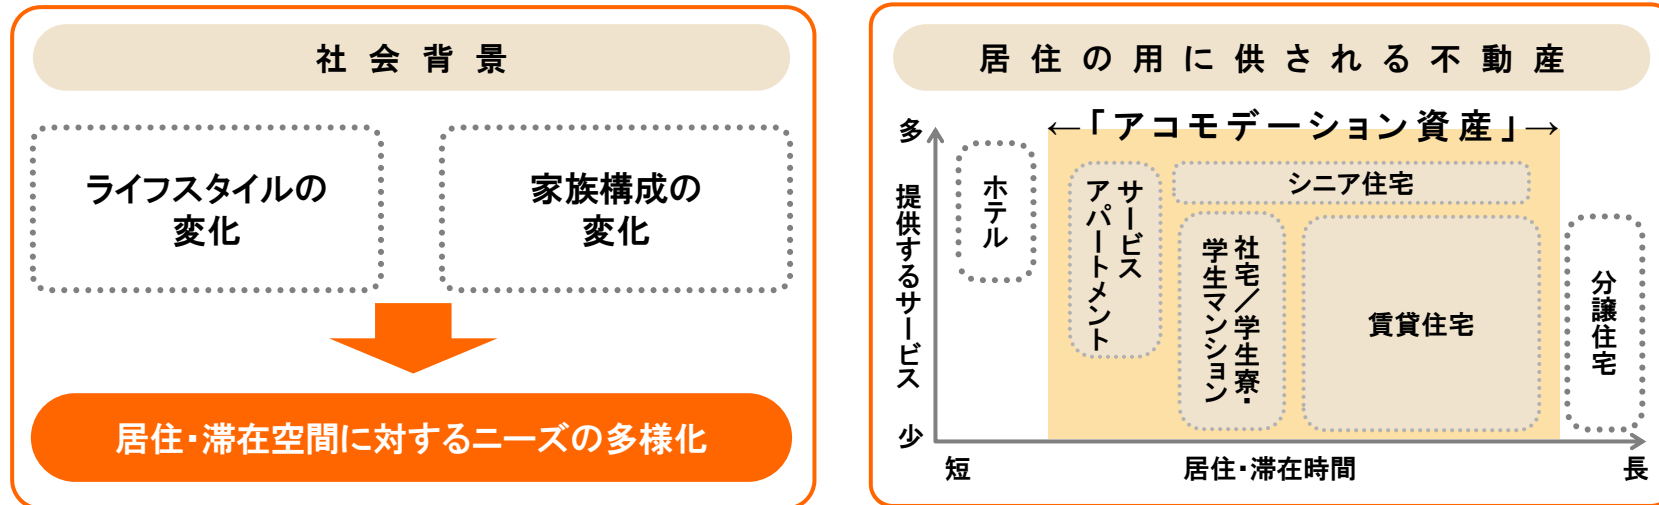 社会背景
ライフスタイルの
変化
家族構成の
変化
居住・滞在空間に対するニーズの多様化
居住の用に供される不動産
←「アコモデーション資産」→
多
提供するサービス
少
ホテル
サービス
アパートメント
シニア住宅
社宅／学生寮・
学生マンション
賃貸住宅
分譲住宅
短
居住・滞在時間
長